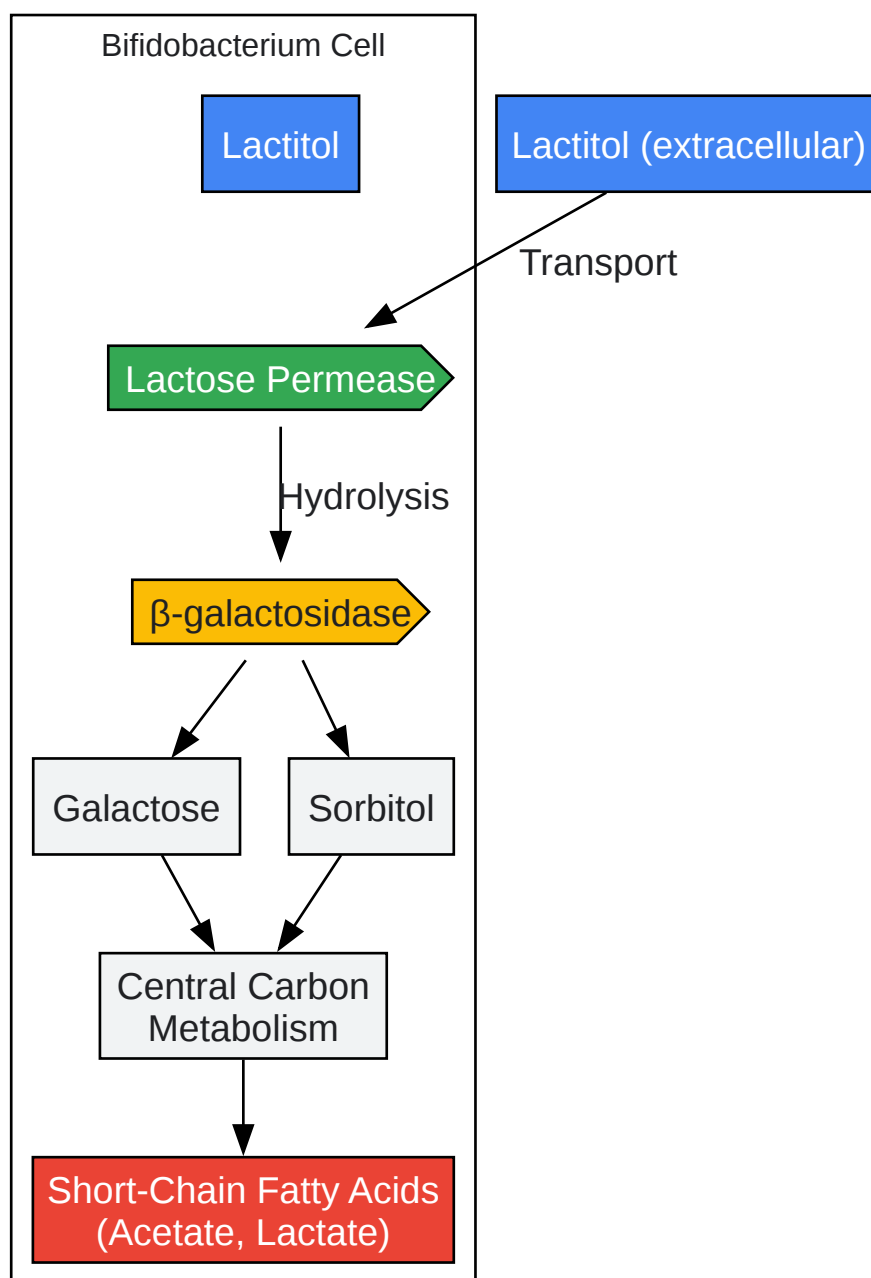 Bifidobacterium Cell
Lactitol
Lactitol (extracellular)
Transport
Lactose Permease
Hydrolysis
β-galactosidase
Galactose
Sorbitol
Central Carbon
Metabolism
Short-Chain Fatty Acids
(Acetate, Lactate)